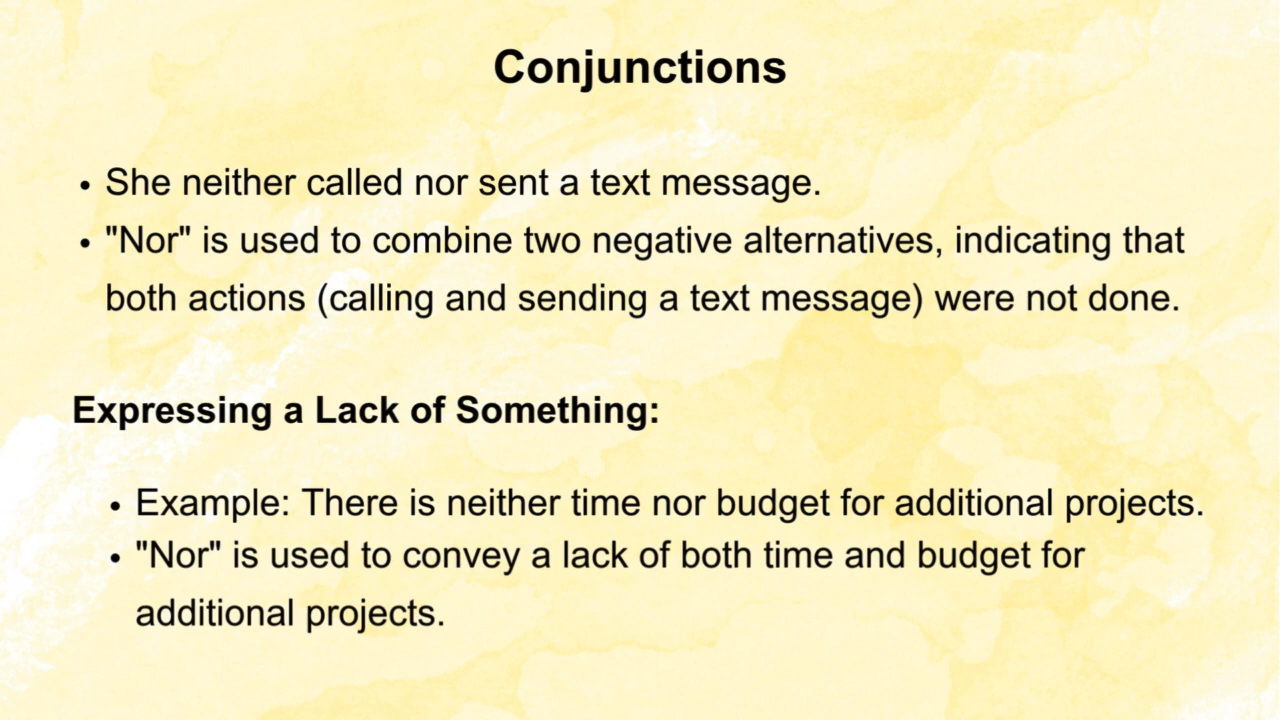 Conjunctions
• She neither called nor sent a text message.
• "Nor" is used to combine two negative alternatives, indicating that
both actions (calling and sending a text message) were not done.
Expressing a Lack of Something:
• Example: There is neither time nor budget for additional projects.
• "Nor" is used to convey a lack of both time and budget for
additional projects.